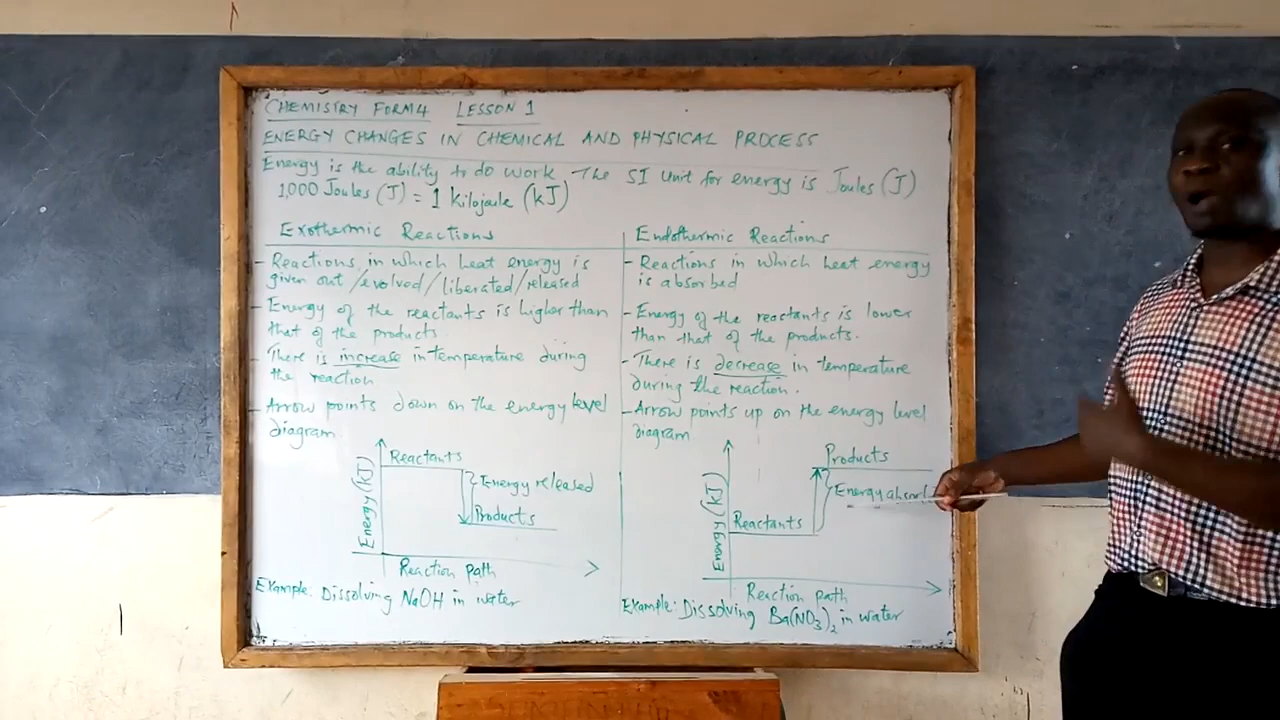 CHEMISTRY FORM 4 LESSON 1
ENERGY CHANGES IN CHEMICAL AND PHYSICAL PROCESS
Energy is the ability to do work. The SI Unit for energy is Joules (J)
1,000 Joules (J) = 1 Kilojoule (kJ)
Exothermic Reactions
- Reactions in which heat energy is
given out /evolved/ liberated/released
- Energy of the reactants is higher than
that of the products
- There is increase in temperature during
the reaction
- Arrow points down on the energy level
diagram
Energy (kJ)
Reactants
Energy released
Products
Reaction path
Example: Dissolving NaOH in water
Endothermic Reactions
- Reactions in which heat energy
is absorbed
- Energy of the reactants is lower
than that of the products.
- There is decrease in temperature
during the reaction.
- Arrow points up on the energy level
diagram
Energy (kJ)
Products
Energy
Reactants
Reaction path
Example: Dissolving Ba(NO3)2 in water